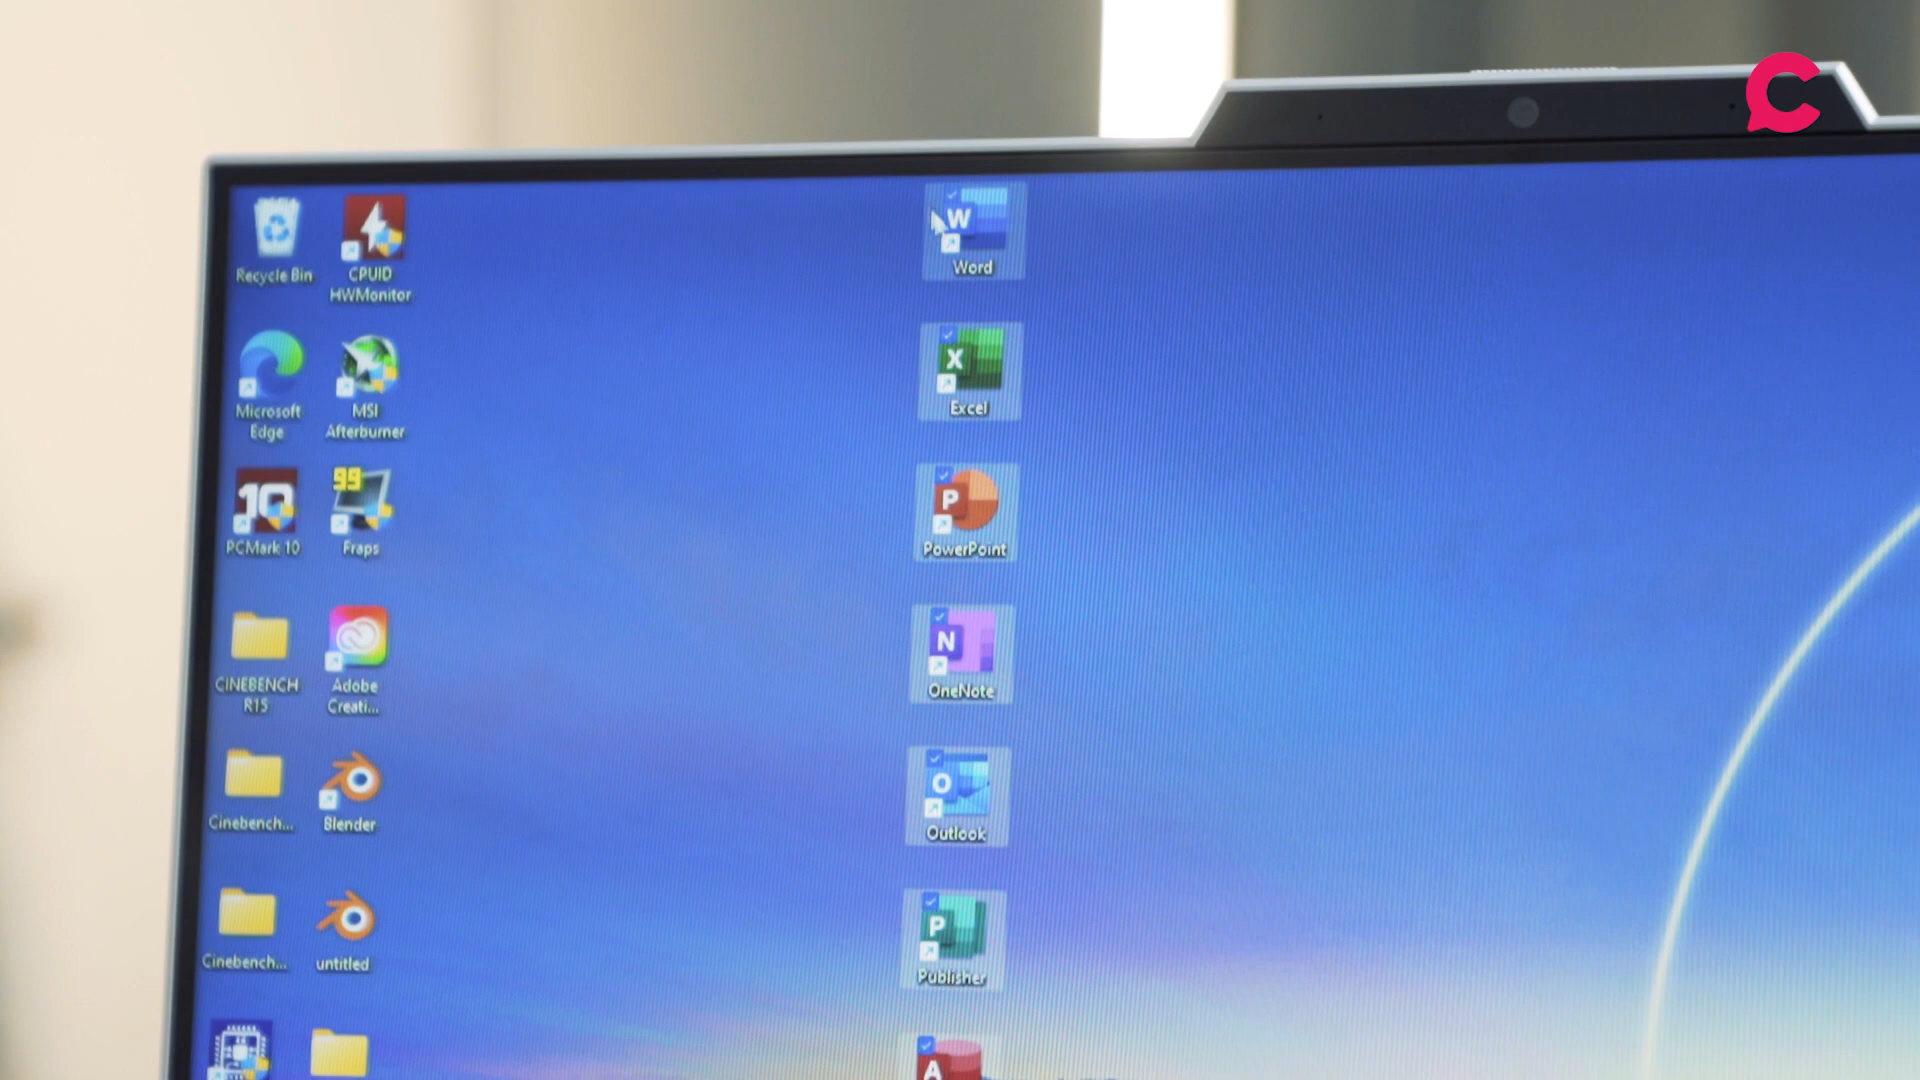 Recycle Bin
CPUID
HWMonitor
W
Word
Microsoft
Edge
MSI
Afterburner
X
Excel
10
PCMark 10
99
Fraps
P
PowerPoint
CINEBENCH
R15
Adobe
Creati...
N
OneNote
Cinebench...
Blender
O
Outlook
Cinebench...
untitled
P
Publisher
A
C